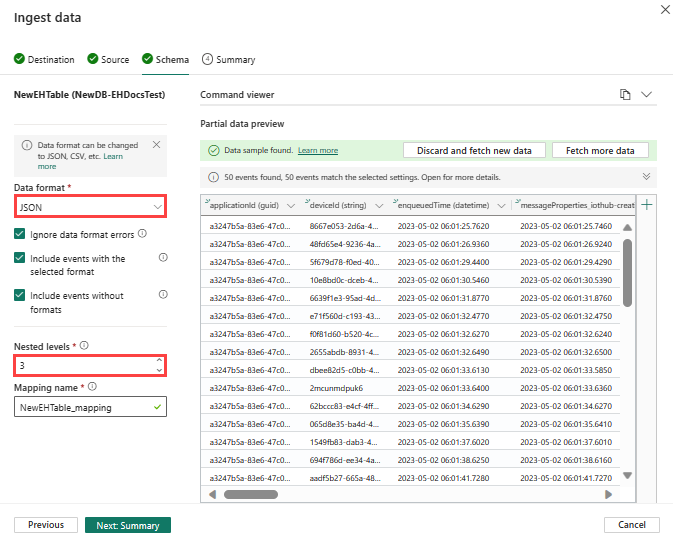 Ingest data
Destination
Source
Schema
4 Summary
NewEHTable (NewDB-EHDocsTest)
Data format can be changed
to JSON, CSV, etc. Learn
more
Data format *
JSON
Ignore data format errors
Include events with the
selected format
Include events without
formats
Nested levels *
3
Mapping name *
NewEHTable_mapping
Command viewer
Partial data preview
Data sample found. Learn more
Discard and fetch new data
Fetch more data
50 events found, 50 events match the selected settings. Open for more details.
applicationId (guid) deviceId (string) enqueuedTime (datetime) messageProperties_iothub-creat
a3247b5a-83e6-47c0... 8667e053-2d6a-4... 2023-05-02 06:01:25.7620 2023-05-02 06:01:25.7460
a3247b5a-83e6-47c0... 48fd65e4-9236-4a... 2023-05-02 06:01:26.9360 2023-05-02 06:01:26.9240
a3247b5a-83e6-47c0... 5f679d78-f0ed-40... 2023-05-02 06:01:29.4400 2023-05-02 06:01:29.4290
a3247b5a-83e6-47c0... 10e8bd0c-dceb-4... 2023-05-02 06:01:30.5460 2023-05-02 06:01:30.5390
a3247b5a-83e6-47c0... 6639f1e3-95ad-4d... 2023-05-02 06:01:31.8770 2023-05-02 06:01:31.8760
a3247b5a-83e6-47c0... e71f560d-c193-43... 2023-05-02 06:01:32.4770 2023-05-02 06:01:32.4750
a3247b5a-83e6-47c0... f0f81d60-b520-4c... 2023-05-02 06:01:32.6270 2023-05-02 06:01:32.6240
a3247b5a-83e6-47c0... 2655abdb-8931-4... 2023-05-02 06:01:32.6490 2023-05-02 06:01:32.6500
a3247b5a-83e6-47c0... dbee82d5-c0bb-4... 2023-05-02 06:01:33.6130 2023-05-02 06:01:33.5850
a3247b5a-83e6-47c0... 2mcunmdpuk6 2023-05-02 06:01:33.6400 2023-05-02 06:01:33.6360
a3247b5a-83e6-47c0... 62bccc83-e4cf-4ff... 2023-05-02 06:01:34.6290 2023-05-02 06:01:34.6270
a3247b5a-83e6-47c0... 065d8e35-ba4d-4... 2023-05-02 06:01:35.6390 2023-05-02 06:01:35.6410
a3247b5a-83e6-47c0... 1549fb83-dab3-4... 2023-05-02 06:01:37.6020 2023-05-02 06:01:37.6010
a3247b5a-83e6-47c0... 694f786d-ee34-4a... 2023-05-02 06:01:38.6250 2023-05-02 06:01:38.6160
a3247b5a-83e6-47c0... aadf5b27-665a-48... 2023-05-02 06:01:41.7280 2023-05-02 06:01:41.7270
Previous
Next: Summary
Cancel